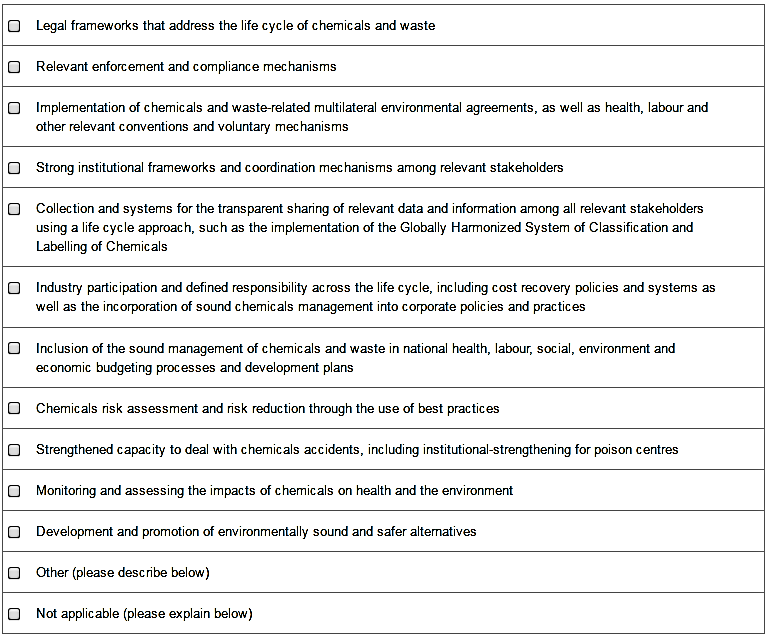 Legal frameworks that address the life cycle of chemicals and waste
Relevant enforcement and compliance mechanisms
Implementation of chemicals and waste-related multilateral environmental agreements, as well as health, labour and
other relevant conventions and voluntary mechanisms
Strong institutional frameworks and coordination mechanisms among relevant stakeholders
Collection and systems for the transparent sharing of relevant data and information among all relevant stakeholders
using a life cycle approach, such as the implementation of the Globally Harmonized System of Classification and
Labelling of Chemicals
Industry participation and defined responsibility across the life cycle, including cost recovery policies and systems as
well as the incorporation of sound chemicals management into corporate policies and practices
Inclusion of the sound management of chemicals and waste in national health, labour, social, environment and
economic budgeting processes and development plans
Chemicals risk assessment and risk reduction through the use of best practices
Strengthened capacity to deal with chemicals accidents, including institutional-strengthening for poison centres
Monitoring and assessing the impacts of chemicals on health and the environment
Development and promotion of environmentally sound and safer alternatives
Other (please describe below)
Not applicable (please explain below)